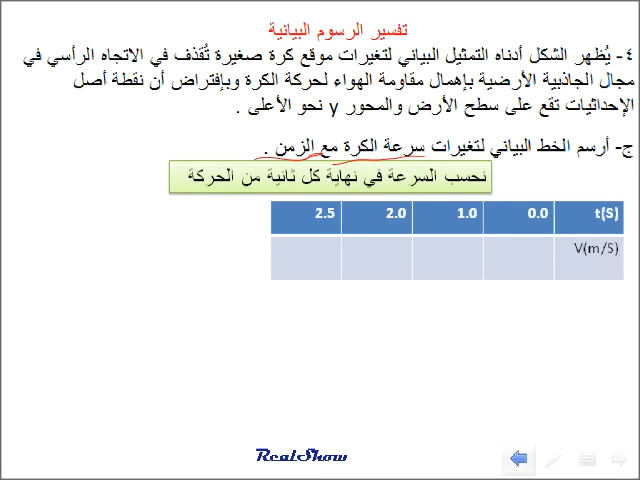 تفسير الرسوم البيانية
٤- يُظهر الشكل أدناه التمثيل البياني لتغيرات موقع كرة صغيرة تُقذف في الاتجاه الرأسي في
مجال الجاذبية الأرضية بإهمال مقاومة الهواء لحركة الكرة وبإفتراض أن نقطة أصل
الإحداثيات تقع على سطح الأرض والمحور y نحو الأعلى .
ج- أرسم الخط البياني لتغيرات سرعة الكرة مع الزمن .
نحسب السرعة في نهاية كل ثانية من الحركة
t(S) 0.0 1.0 2.0 2.5
V(m/S)
RealShow